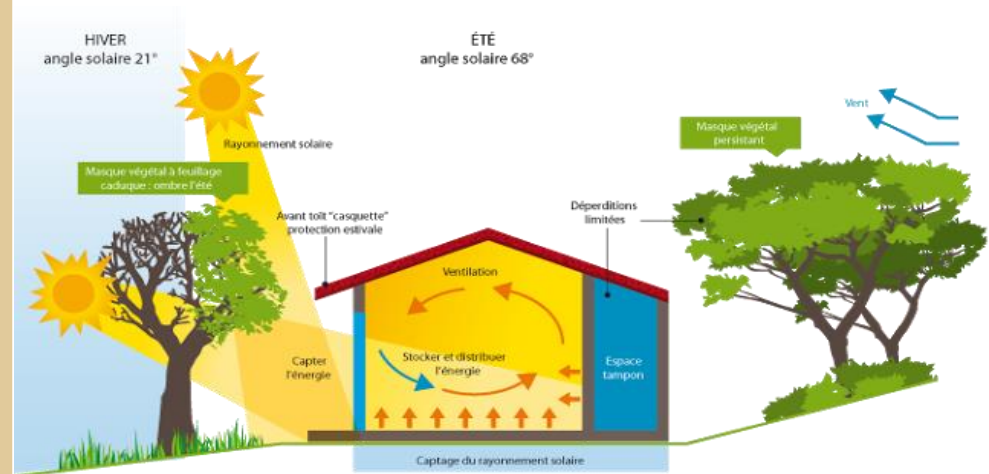 HIVER
angle solaire 21°
ÉTÉ
angle solaire 68°
Vent
Masque végétal
persistant
Rayonnement solaire
Masque végétal à feuillage
caduque : ombre l'été
Avant toît "casquette"
protection estivale
Déperditions
limitées
Ventilation
Capter
l'énergie
Stocker et distribuer
l'énergie
Espace
tampon
Captage du rayonnement solaire